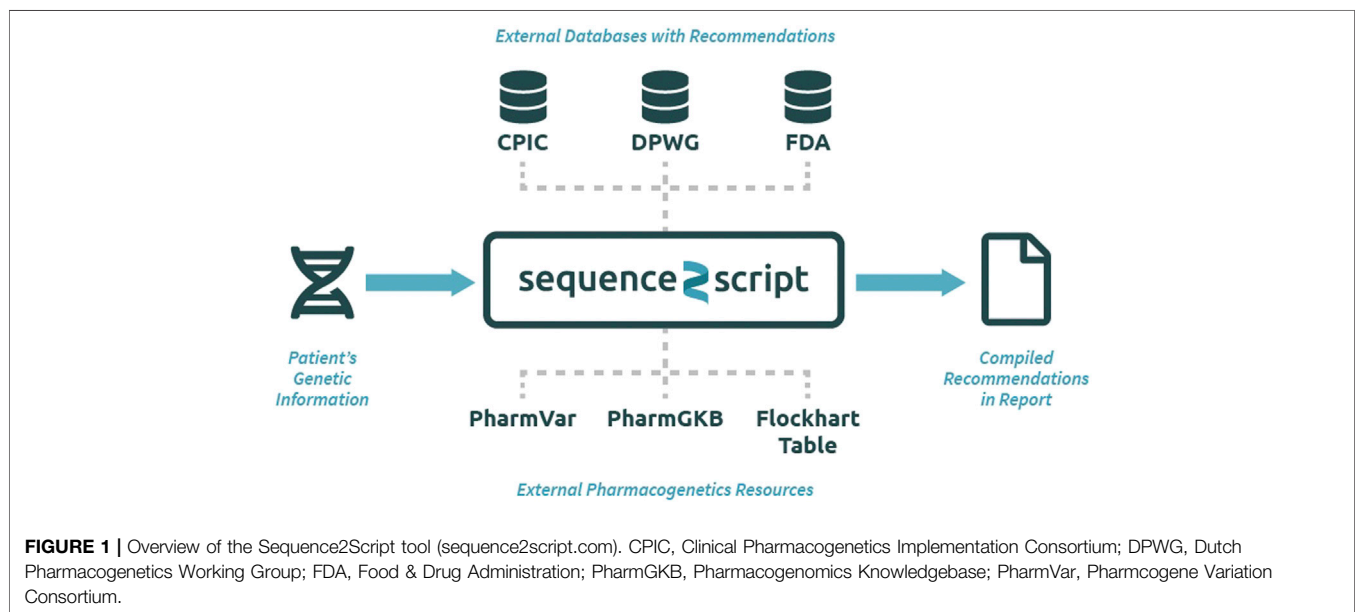 External Databases with Recommendations
CPIC
DPWG
FDA
sequence2script
Patient's
Genetic
Information
Compiled
Recommendations
in Report
PharmVar
PharmGKB
Flockhart
Table
External Pharmacogenetics Resources
FIGURE 1 | Overview of the Sequence2Script tool (sequence2script.com). CPIC, Clinical Pharmacogenetics Implementation Consortium; DPWG, Dutch
Pharmacogenetics Working Group; FDA, Food & Drug Administration; PharmGKB, Pharmacogenomics Knowledgebase; PharmVar, Pharmcogene Variation
Consortium.